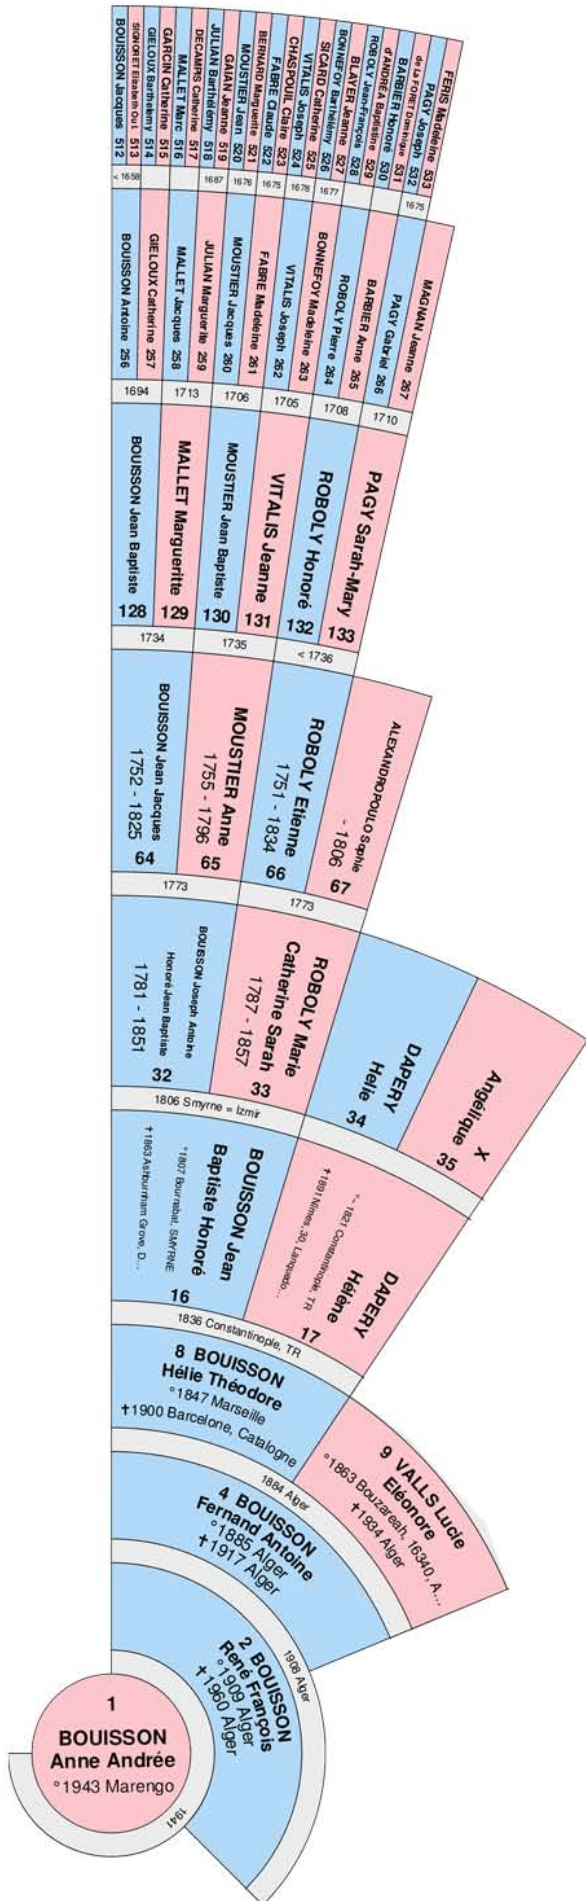 FERIS Madeleine 533
PAGY Joseph 532
de La FORET Dominique 531
BARBIER Honoré 530
d'ANDRÉA Baptistine 529
ROBOLY Jean-François 528
BLAYER Jeanne 527
BONNEFOY Barthélémy 526
SICARD Catherine 525
VITALIS Joseph 524
CHASPOUIL Claire 523
FABRE Claude 522
BERNARD Marguerite 521
MOUSTIER Jean 520
GAIAN Jeanne 519
JULIAN Barthélémy 518
DECAMPIS Catherine 517
MALLET Marc 516
GARCIN Catherine 515
GIELOUX Barthelemy 514
SIGNORET Elizabeth Ou I. 513
BOUISSON Jacques 512
< 1658
1687
1676
1675
1678
1677
1675
MAGNAN Jeanne 267
PAGY Gabriel 266
BARBIER Anne 265
ROBOLY Pierre 264
BONNEFOY Madeleine 263
VITALIS Joseph 262
FABRE Madeleine 261
MOUSTIER Jacques 260
JULIAN Marguerite 259
MALLET Jacques 258
GIELOUX Catherine 257
BOUISSON Antoine 256
1694
1713
1706
1705
1708
1710
PAGY Sarah-Mary 133
ROBOLY Honoré 132
VITALIS Jeanne 131
MOUSTIER Jean Baptiste 130
MALLET Margueritte 129
BOUISSON Jean Baptiste 128
1734
1735
< 1736
ALEXANDROPOULO Sophie
- 1806 67
ROBOLY Etienne
1751 - 1834 66
MOUSTIER Anne
1755 - 1796 65
BOUISSON Jean Jacques
1752 - 1825 64
1773
1773
X
Angélique 35
DAPERY
Hélie 34
ROBOLY Marie
Catherine Sarah
1787 - 1857 33
BOUISSON Joseph Antoine
Honoré Jean Baptiste
1781 - 1851
32
1806 Smyrne = Izmir
DAPERY
Hélène
°~ 1821 Constantinople, TR
†1891 Nîmes, 30, Languedo...
17
BOUISSON Jean
Baptiste Honoré
°1807 Bournabat, SMYRNE
†1863 Ashburnham Grove, D...
16
1836 Constantinople, TR
8 BOUISSON
Hélie Théodore
°1847 Marseille
†1900 Barcelone, Catalogne
9 VALLS Lucie
Eléonore
°1863 Bouzareah, 16340, A...
†1934 Alger
1884 Alger
4 BOUISSON
Fernand Antoine
°1885 Alger
†1917 Alger
1908 Alger
2 BOUISSON
René François
°1909 Alger
†1960 Alger
1941
1
BOUISSON
Anne Andrée
°1943 Marengo